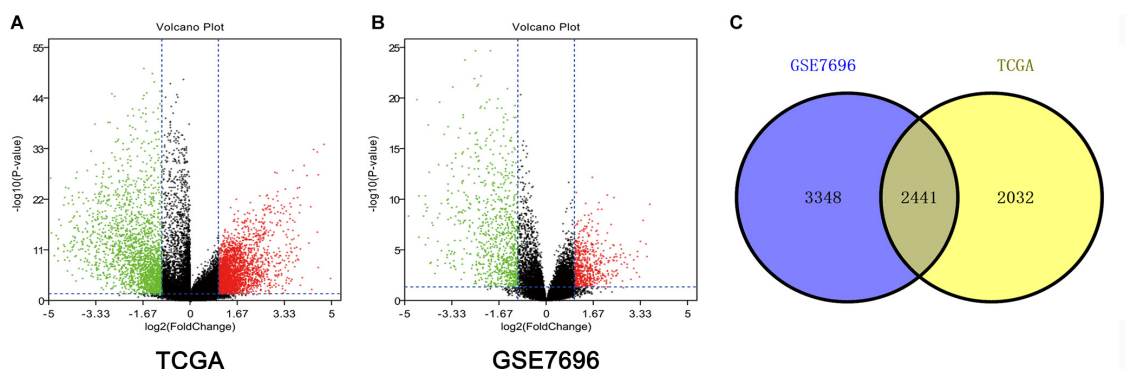 A
Volcano Plot
-log10(P-value)
55
44
33
22
11
0
-5 -3.33 -1.67 0 1.67 3.33 5
log2(FoldChange)
TCGA
B
Volcano Plot
-log10(P-value)
25
20
15
10
5
0
-5 -3.33 -1.67 0 1.67 3.33 5
log2(FoldChange)
GSE7696
C
GSE7696 TCGA
3348 2441 2032